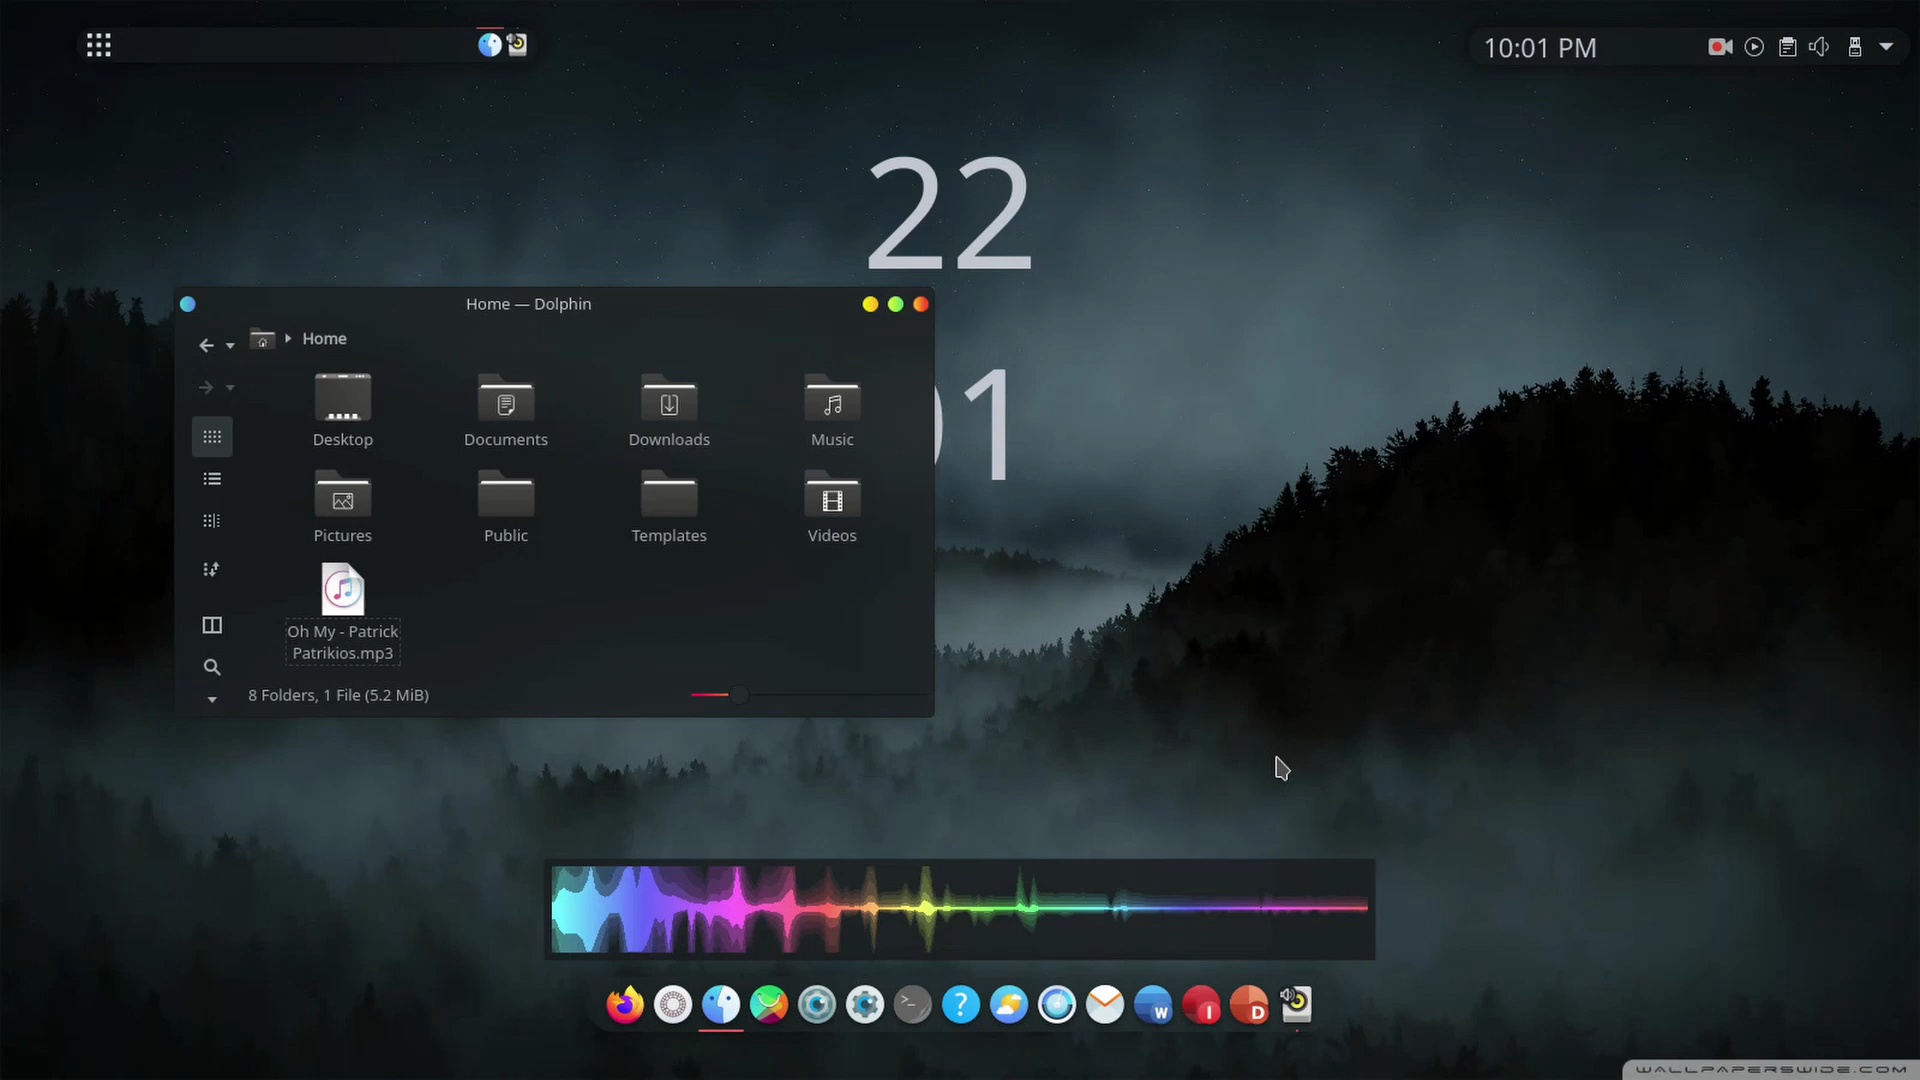 10:01 PM
22
01
Home — Dolphin
Home
Desktop
Documents
Downloads
Music
Pictures
Public
Templates
Videos
Oh My - Patrick
Patrikios.mp3
8 Folders, 1 File (5.2 MiB)
>_
?
W
I
D
WALLPAPERSWIDE.COM